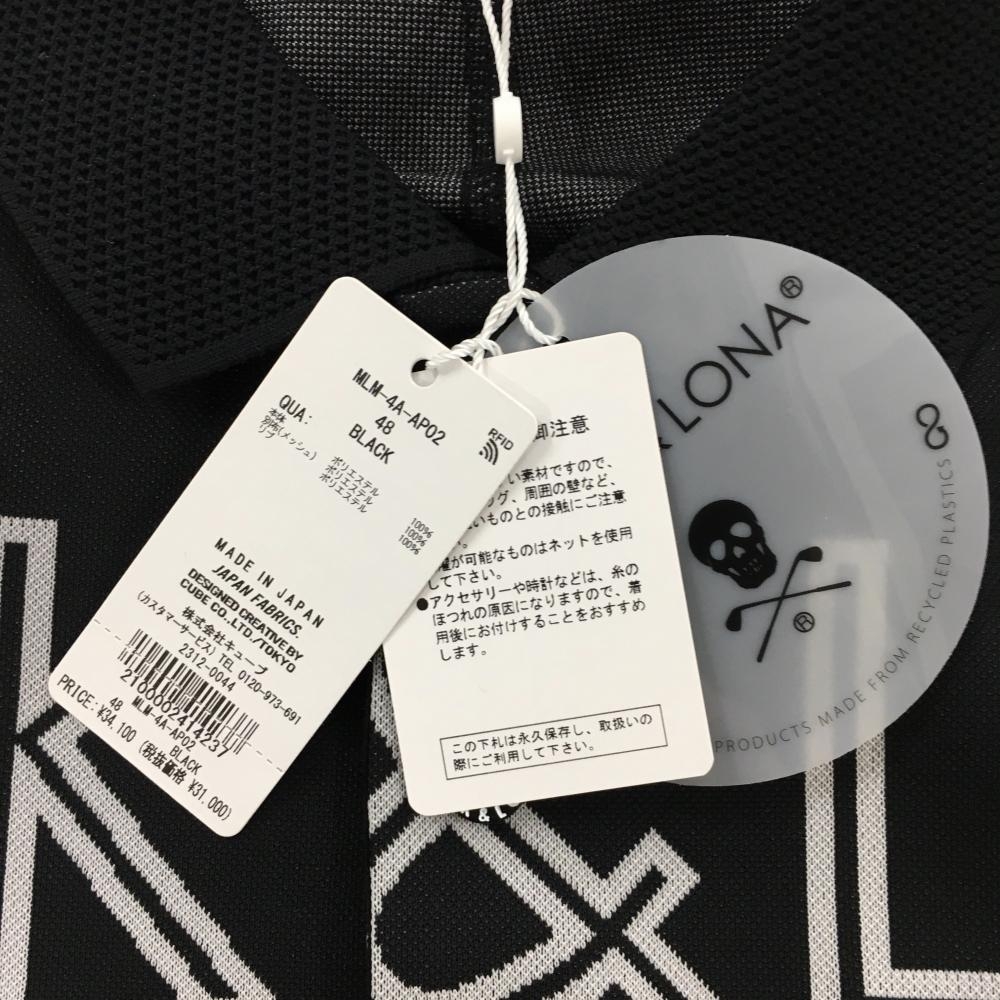 MLM-4A-AP02
48
BLACK
RFID
QUA:
本体 ポリエステル 100%
別布(メッシュ) ポリエステル 100%
リブ ポリエステル 100%
MADE IN JAPAN
JAPAN FABRICS.
DESIGNED CREATIVE BY
CUBE CO.,LTD./TOKYO
株式会社キューブ
(カスタマーサービス) TEL 0120-973-691
2312-0044
48 MLM-4A-AP02 BLACK
PRICE: ¥34,100 (税抜価格 ¥31,000)
御注意
い素材ですので、
グ、周囲の壁など、
いものとの接触にご注意
が可能なものはネットを使用
して下さい。
●アクセサリーや時計などは、糸の
ほつれの原因になりますので、着
用後にお付けすることをおすすめ
します。
この下札は永久保存し、取扱いの
際にご利用して下さい。
LONA®
®
PRODUCTS MADE FROM RECYCLED PLASTICS
&